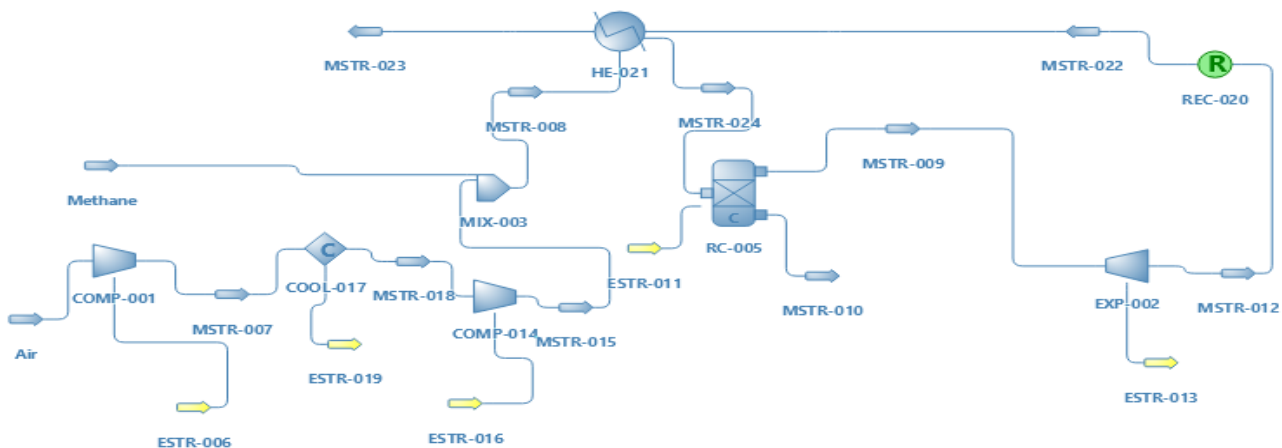 R
MSTR-023
HE-021
MSTR-022
REC-020
MSTR-008
MSTR-024
MSTR-009
Methane
MIX-003
C
RC-005
COMP-001
C
COOL-017
MSTR-018
ESTR-011
MSTR-007
COMP-014
MSTR-015
MSTR-010
EXP-002
MSTR-012
Air
ESTR-019
ESTR-013
ESTR-006
ESTR-016